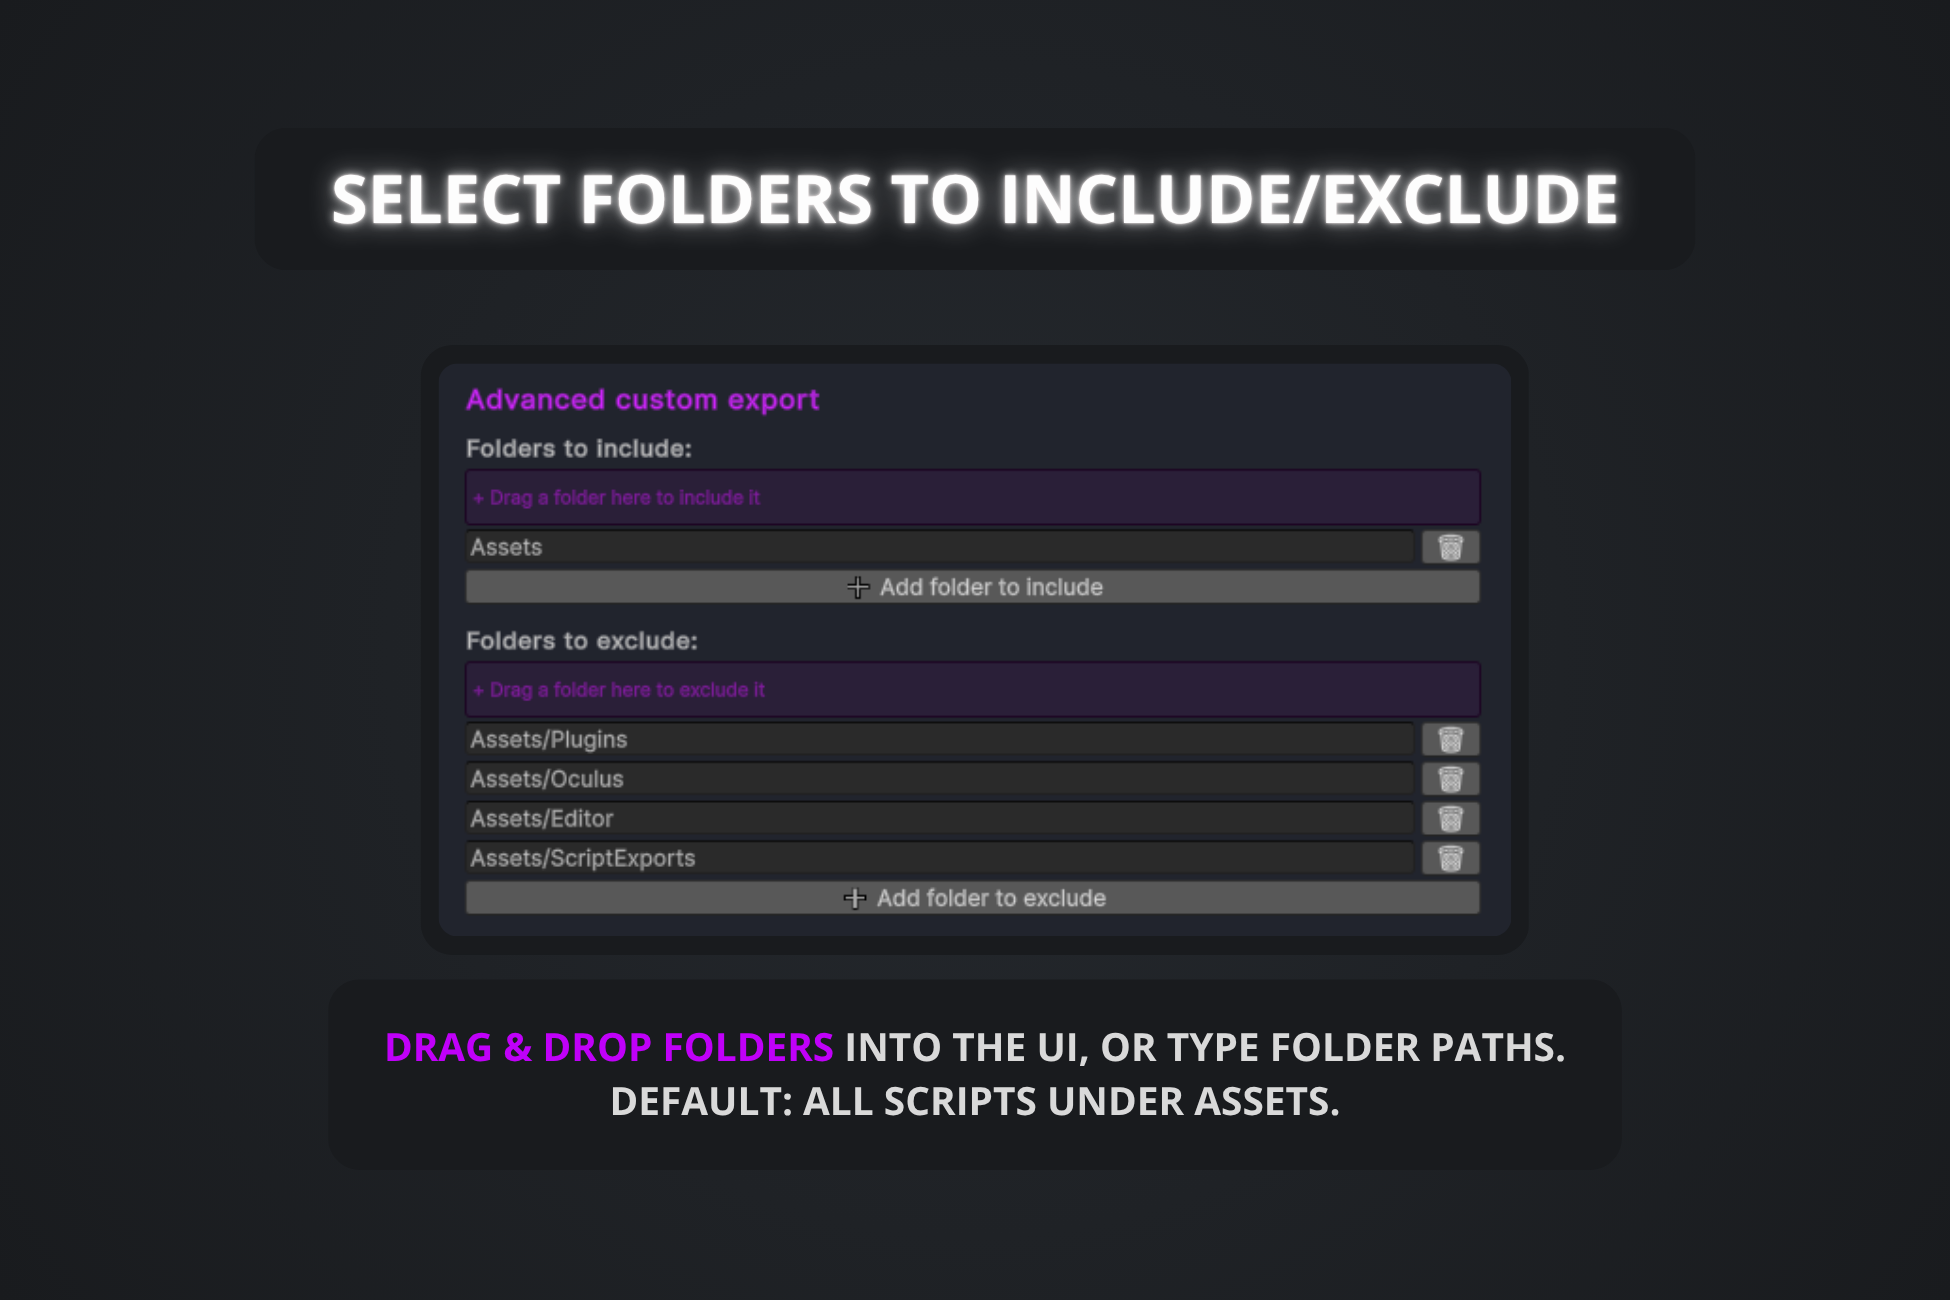 SELECT FOLDERS TO INCLUDE/EXCLUDE
Advanced custom export
Folders to include:
+ Drag a folder here to include it
Assets
+ Add folder to include
Folders to exclude:
+ Drag a folder here to exclude it
Assets/Plugins
Assets/Oculus
Assets/Editor
Assets/ScriptExports
+ Add folder to exclude
DRAG & DROP FOLDERS INTO THE UI, OR TYPE FOLDER PATHS.
DEFAULT: ALL SCRIPTS UNDER ASSETS.